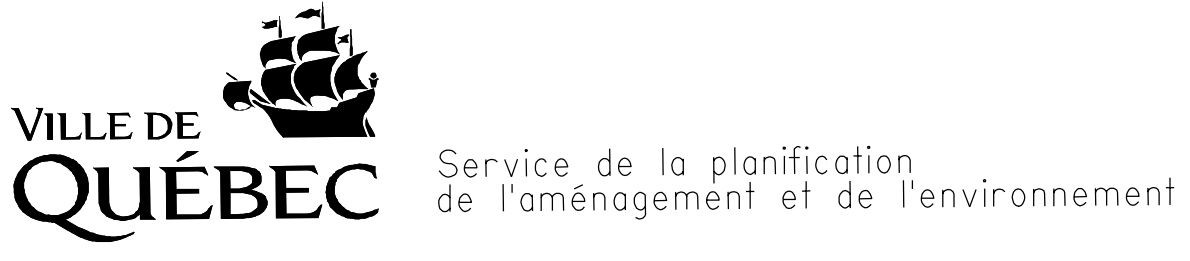 VILLE DE
QUÉBEC
Service de la planification
de l'aménagement et de l'environnement